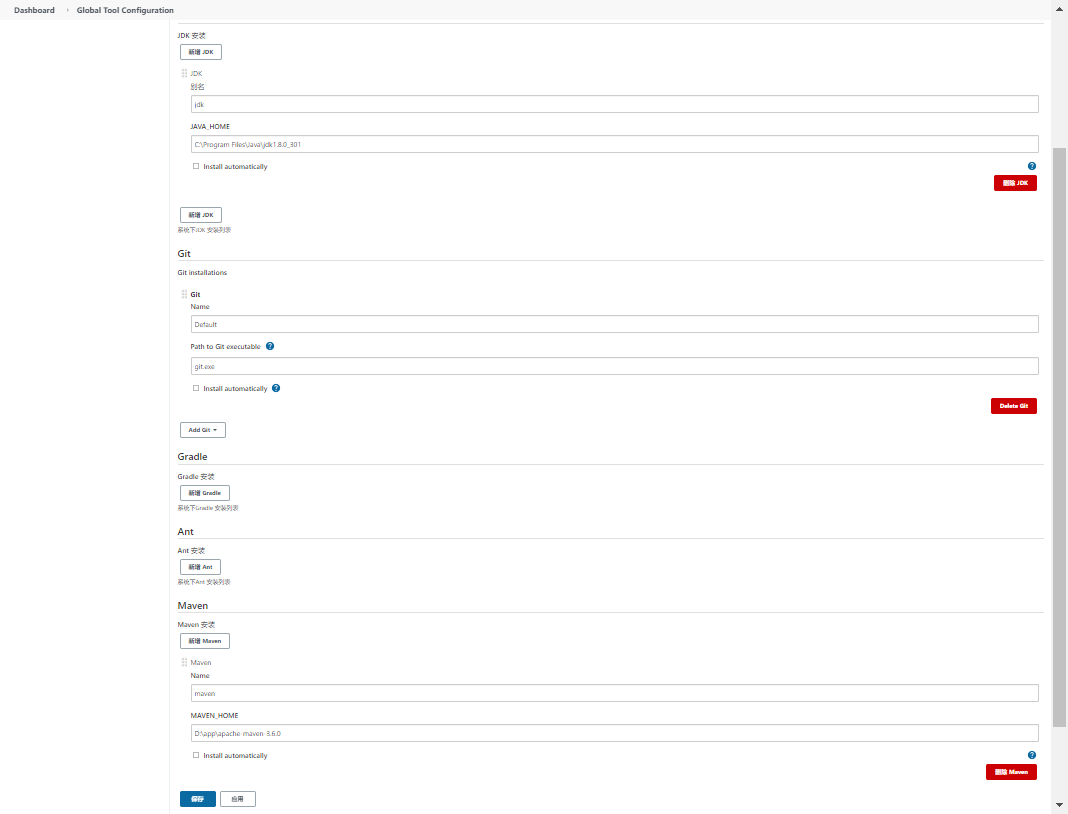 Dashboard › Global Tool Configuration
JDK 安装
新增 JDK
JDK
别名
jdk
JAVA_HOME
C:\Program Files\Java\jdk1.8.0_301
Install automatically
删除 JDK
新增 JDK
系统下JDK 安装列表
Git
Git installations
Git
Name
Default
Path to Git executable
git.exe
Install automatically
Delete Git
Add Git
Gradle
Gradle 安装
新增 Gradle
系统下Gradle 安装列表
Ant
Ant 安装
新增 Ant
系统下Ant 安装列表
Maven
Maven 安装
新增 Maven
Maven
Name
maven
MAVEN_HOME
D:\app\apache-maven-3.6.0
Install automatically
删除 Maven
保存 应用